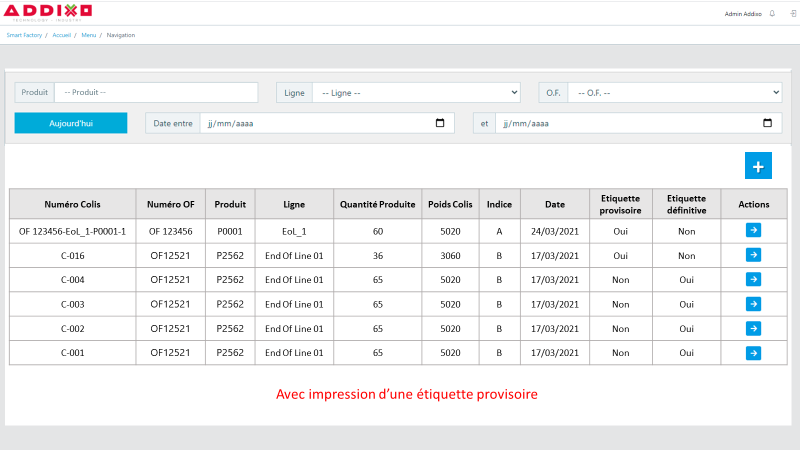 ADDIXO
TECHNOLOGY - INDUSTRY
Admin Addixo
Smart Factory / Accueil / Menu / Navigation
Produit -- Produit -- Ligne -- Ligne -- O.F. -- O.F. --
Aujourd'hui Date entre jj/mm/aaaa et jj/mm/aaaa
+
Numéro Colis Numéro OF Produit Ligne Quantité Produite Poids Colis Indice Date Etiquette provisoire Etiquette définitive Actions
OF 123456-EoL_1-P0001-1 OF 123456 P0001 EoL_1 60 5020 A 24/03/2021 Oui Non
C-016 OF12521 P2562 End Of Line 01 36 3060 B 17/03/2021 Oui Non
C-004 OF12521 P2562 End Of Line 01 65 5020 B 17/03/2021 Non Oui
C-003 OF12521 P2562 End Of Line 01 65 5020 B 17/03/2021 Non Oui
C-002 OF12521 P2562 End Of Line 01 65 5020 B 17/03/2021 Non Oui
C-001 OF12521 P2562 End Of Line 01 65 5020 B 17/03/2021 Non Oui
Avec impression d'une étiquette provisoire